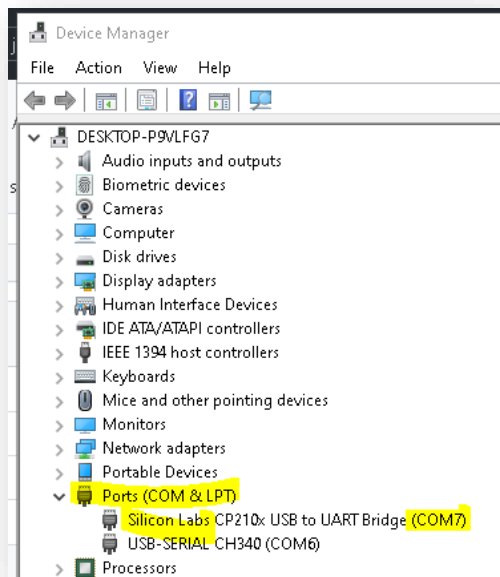 Device Manager
File Action View Help
DESKTOP-P9VLFG7
Audio inputs and outputs
Biometric devices
Cameras
Computer
Disk drives
Display adapters
Human Interface Devices
IDE ATA/ATAPI controllers
IEEE 1394 host controllers
Keyboards
Mice and other pointing devices
Monitors
Network adapters
Portable Devices
Ports (COM & LPT)
Silicon Labs CP210x USB to UART Bridge (COM7)
USB-SERIAL CH340 (COM6)
Processors